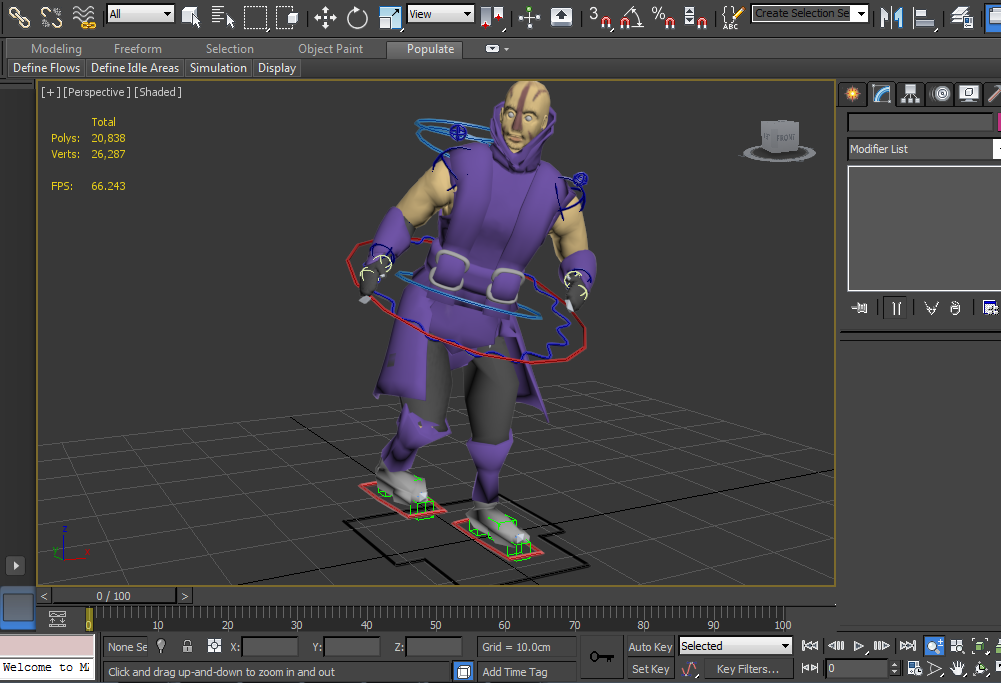 All
View
3
%
ABC
Create Selection Se
Modeling Freeform Selection Object Paint Populate
Define Flows Define Idle Areas Simulation Display
[+] [Perspective] [Shaded]
Total
Polys: 20,838
Verts: 26,287
FPS: 66.243
FRONT
Modifier List
z
y
x
< 0 / 100 >
0 10 20 30 40 50 60 70 80 90 100
None Se X: Y: Z: Grid = 10.0cm Auto Key Selected
Welcome to MA
Click and drag up-and-down to zoom in and out Add Time Tag Set Key Key Filters... 0